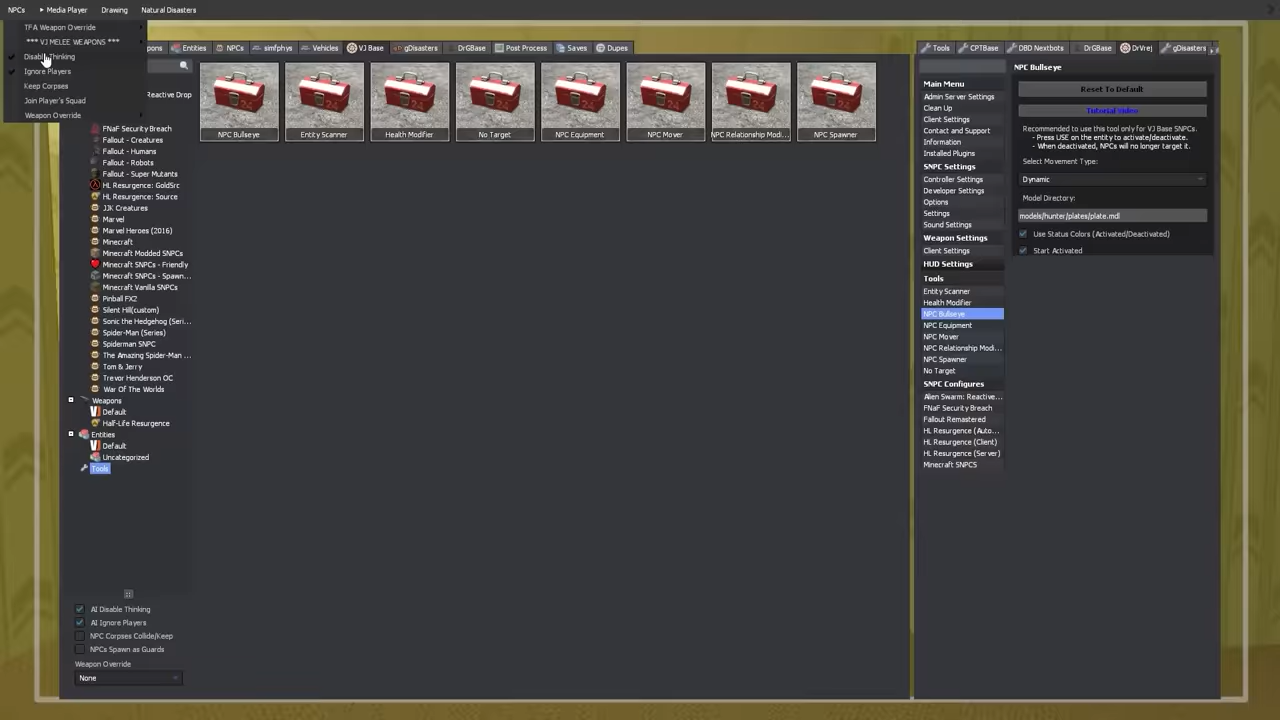 NPCs
Media Player
Drawing
Natural Disasters
TFA Weapon Override
*** VJ MELEE WEAPONS ***
Disable Thinking
Ignore Players
Keep Corpses
Join Player's Squad
Weapon Override
Entities
NPCs
simfphys
Vehicles
VJ Base
gDisasters
DrGBase
Post Process
Saves
Dupes
Reactive Drop
FNaF Security Breach
Fallout - Creatures
Fallout - Humans
Fallout - Robots
Fallout - Super Mutants
HL Resurgence: GoldSrc
HL Resurgence: Source
JJK Creatures
Marvel
Marvel Heroes (2016)
Minecraft
Minecraft Modded SNPCs
Minecraft SNPCs - Friendly
Minecraft SNPCs - Spawn...
Minecraft Vanilla SNPCs
Pinball FX2
Silent Hill(custom)
Sonic the Hedgehog (Seri...
Spider-Man (Series)
Spiderman SNPC
The Amazing Spider-Man ...
Tom & Jerry
Trevor Henderson OC
War Of The Worlds
Weapons
Default
Half-Life Resurgence
Entities
Default
Uncategorized
Tools
AI Disable Thinking
AI Ignore Players
NPC Corpses Collide/Keep
NPCs Spawn as Guards
Weapon Override
None
NPC Bullseye
Entity Scanner
Health Modifier
No Target
NPC Equipment
NPC Mover
NPC Relationship Modi...
NPC Spawner
Tools
CPTBase
DBD Nextbots
DrGBase
DrVrej
gDisasters
Main Menu
Admin Server Settings
Clean Up
Client Settings
Contact and Support
Information
Installed Plugins
SNPC Settings
Controller Settings
Developer Settings
Options
Settings
Sound Settings
Weapon Settings
Client Settings
HUD Settings
Tools
Entity Scanner
Health Modifier
NPC Bullseye
NPC Equipment
NPC Mover
NPC Relationship Modi...
NPC Spawner
No Target
SNPC Configures
Alien Swarm: Reactive...
FNaF Security Breach
Fallout Remastered
HL Resurgence (Auto...
HL Resurgence (Client)
HL Resurgence (Server)
Minecraft SNPCS
NPC Bullseye
Reset To Default
Tutorial Video
Recommended to use this tool only for VJ Base SNPCs.
- Press USE on the entity to activate/deactivate.
- When deactivated, NPCs will no longer target it.
Select Movement Type:
Dynamic
Model Directory:
models/hunter/plates/plate.mdl
Use Status Colors (Activated/Deactivated)
Start Activated